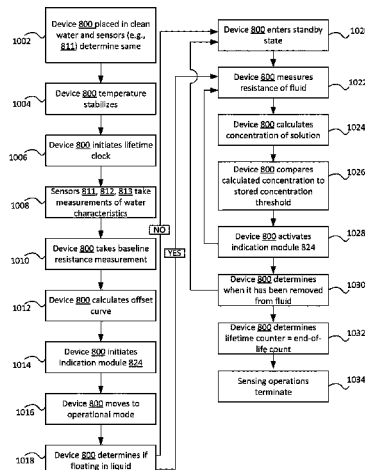 1002
Device 800 placed in clean
water and sensors (e.g.,
811) determine same
1004
Device 800 temperature
stabilizes
1006
Device 800 initiates lifetime
clock
1008
Sensors 811, 812, 813 take
measurements of water
characteristics
1010
Device 800 takes baseline
resistance measurement
1012
Device 800 calculates offset
curve
1014
Device 800 initiates
Indication module 824
1016
Device 800 moves to
operational mode
1018
Device 800 determines if
floating in liquid
NO
YES
Device 800 enters standby
state
Device 800 measures
resistance of fluid
1022
Device 800 calculates
concentration of solution
1024
Device 800 compares
calculated concentration to
stored concentration
threshold
1026
Device 800 activates
indication module 824
1028
Device 800 determines
when it has been removed
from fluid
1030
Device 800 determines
lifetime counter = end-of-
life count
1032
Sensing operations
terminate
1034